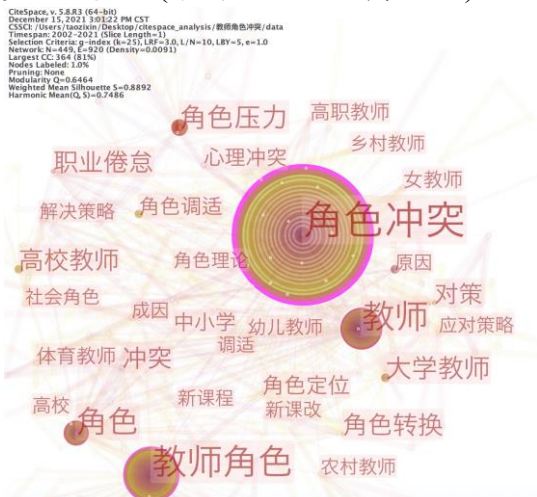 CiteSpace, v. 5.8.R3 (64-bit)
December 15, 2021 3:01:22 PM CST
CSSCI: /Users/taozixin/Desktop/citespace_analysis/教师角色冲突/data
Timespan: 2002-2021 (Slice Length=1)
Selection Criteria: g-index (k=25), LRF=3.0, L/N=10, LBY=5, e=1.0
Network: N=449, E=920 (Density=0.0091)
Largest CC: 364 (81%)
Nodes Labeled: 1.0%
Pruning: None
Modularity Q=0.6464
Weighted Mean Silhouette S=0.8892
Harmonic Mean(Q, S)=0.7486
角色压力
高职教师
乡村教师
职业倦怠
心理冲突
女教师
解决策略
角色调适
角色冲突
高校教师
角色理论
原因
社会角色
成因
中小学
幼儿教师
教师
对策
应对策略
调适
体育教师
冲突
大学教师
高校
角色
新课程
角色定位
新课改
角色转换
教师角色
农村教师